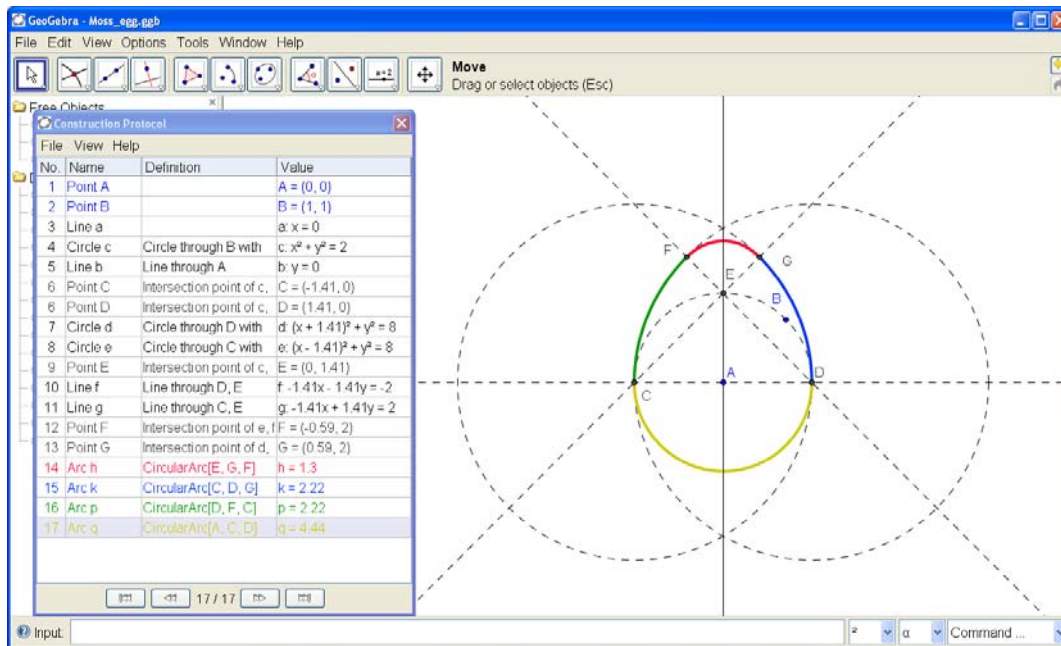 GeoGebra - Moss_egg.ggb
File Edit View Options Tools Window Help
a=2
Move
Drag or select objects (Esc)
Free Objects
Construction Protocol
File View Help
No. Name Definition Value
1 Point A A = (0, 0)
2 Point B B = (1, 1)
3 Line a a: x = 0
4 Circle c Circle through B with c: x² + y² = 2
5 Line b Line through A b: y = 0
6 Point C Intersection point of c, C = (-1.41, 0)
6 Point D Intersection point of c, D = (1.41, 0)
7 Circle d Circle through D with d: (x + 1.41)² + y² = 8
8 Circle e Circle through C with e: (x - 1.41)² + y² = 8
9 Point E Intersection point of c, E = (0, 1.41)
10 Line f Line through D, E f: -1.41x - 1.41y = -2
11 Line g Line through C, E g: -1.41x + 1.41y = 2
12 Point F Intersection point of e, f F = (-0.59, 2)
13 Point G Intersection point of d, G = (0.59, 2)
14 Arc h CircularArc[E, G, F] h = 1.3
15 Arc k CircularArc[C, D, G] k = 2.22
16 Arc p CircularArc[D, F, C] p = 2.22
17 Arc q CircularArc[A, C, D] q = 4.44
17 / 17
F
G
E
B
A
C
D
Input:
²
α
Command ...